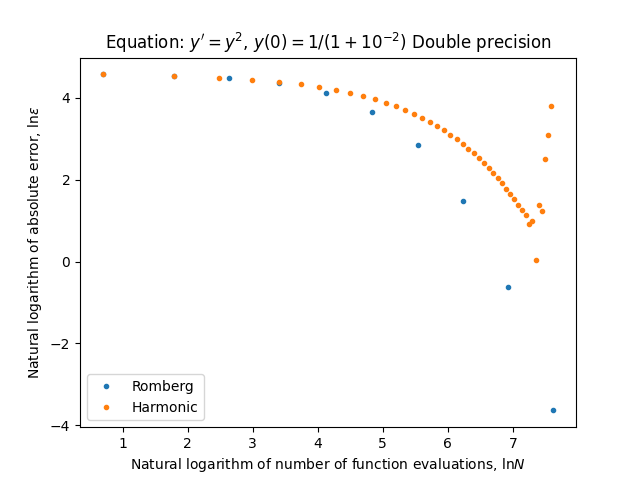 Equation: y′ = y², y(0) = 1/(1 + 10⁻²) Double precision
Natural logarithm of absolute error, lnε
4
2
0
−2
−4
Romberg
Harmonic
1 2 3 4 5 6 7
Natural logarithm of number of function evaluations, lnN